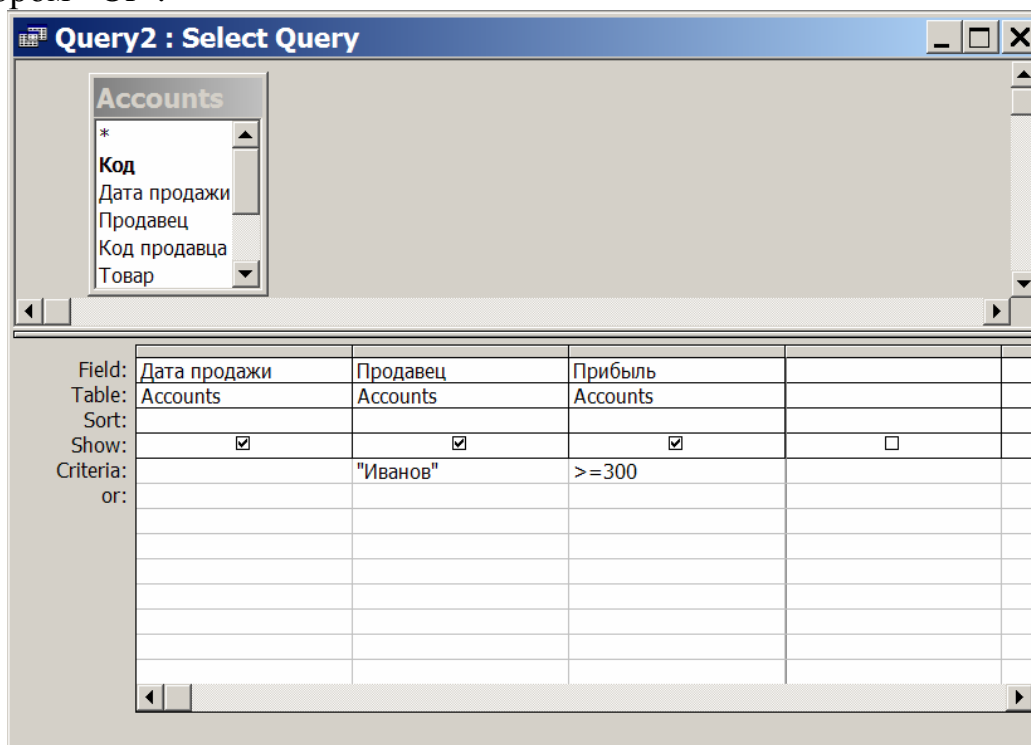 Query2 : Select Query
Accounts
*
Код
Дата продажи
Продавец
Код продавца
Товар
Field: Дата продажи Продавец Прибыль
Table: Accounts Accounts Accounts
Sort:
Show:
Criteria: "Иванов" >=300
or: